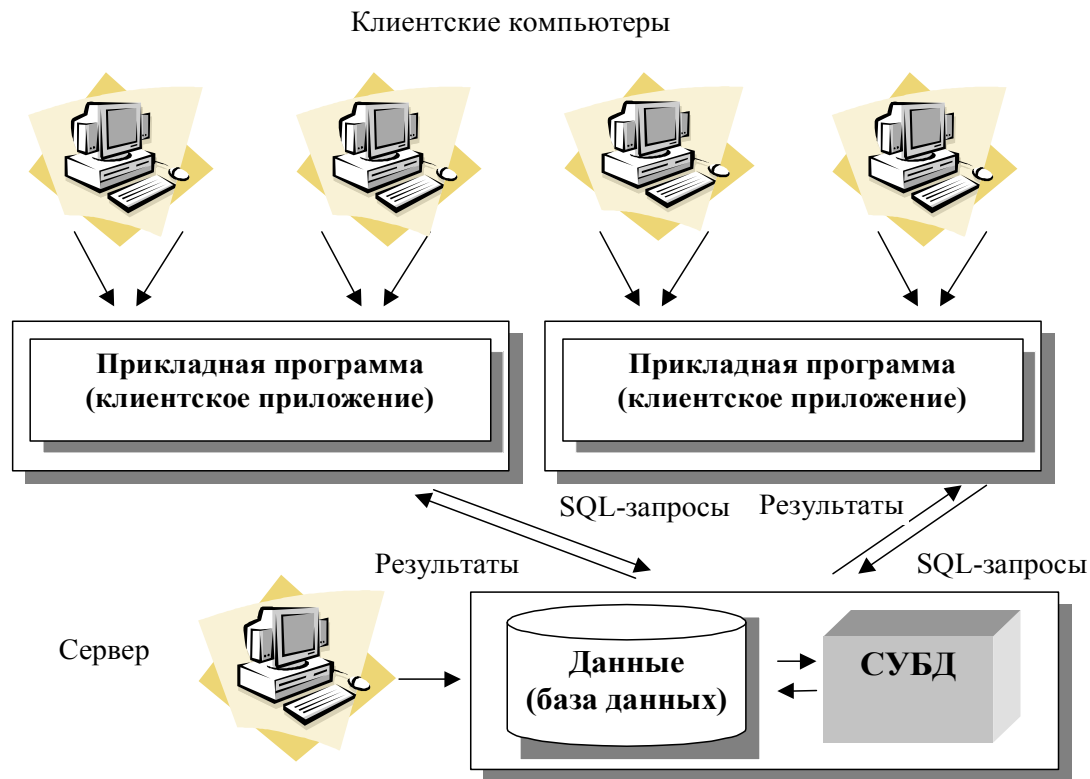 Клиентские компьютеры
Прикладная программа
(клиентское приложение)
Прикладная программа
(клиентское приложение)
SQL-запросы
Результаты
Результаты
SQL-запросы
Сервер
Данные
(база данных)
СУБД